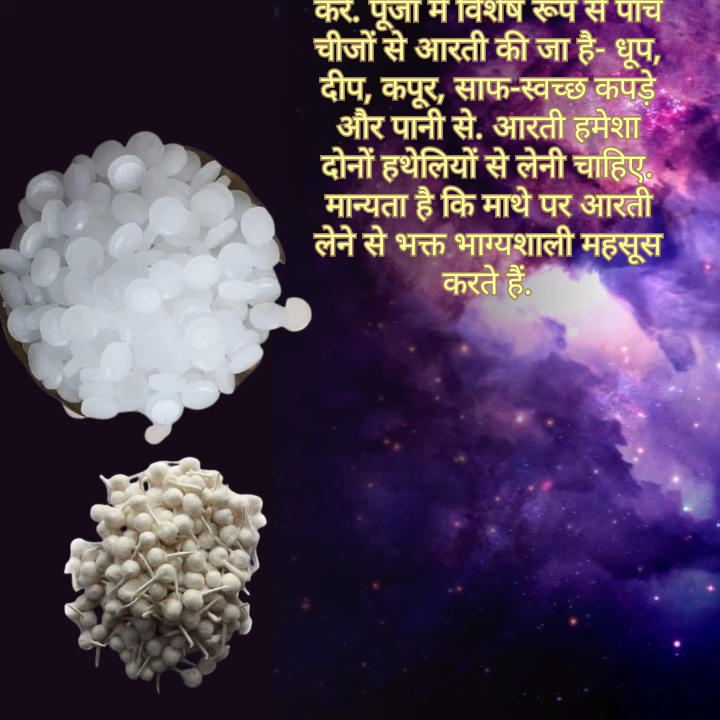 करें. पूजा में विशेष रूप से पांच
चीजों से आरती की जा है- धूप,
दीप, कपूर, साफ-स्वच्छ कपड़े
और पानी से. आरती हमेशा
दोनों हथेलियों से लेनी चाहिए.
मान्यता है कि माथे पर आरती
लेने से भक्त भाग्यशाली महसूस
करते हैं.